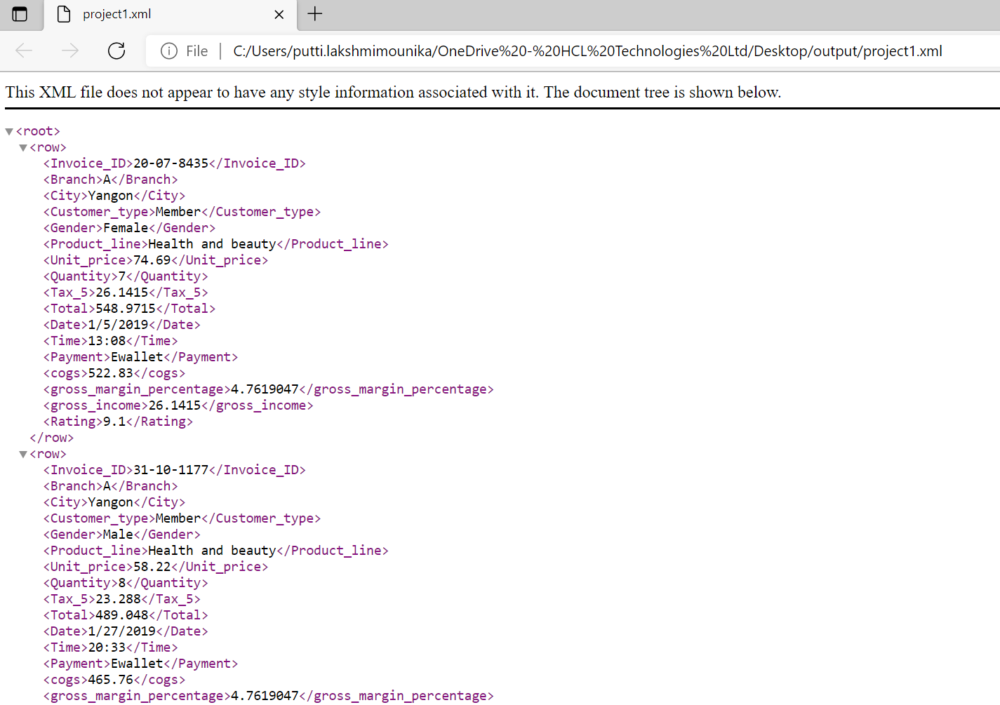 project1.xml
File | C:/Users/putti.lakshmimounika/OneDrive%20-%20HCL%20Technologies%20Ltd/Desktop/output/project1.xml
This XML file does not appear to have any style information associated with it. The document tree is shown below.
<root>
<row>
<Invoice_ID>20-07-8435</Invoice_ID>
<Branch>A</Branch>
<City>Yangon</City>
<Customer_type>Member</Customer_type>
<Gender>Female</Gender>
<Product_line>Health and beauty</Product_line>
<Unit_price>74.69</Unit_price>
<Quantity>7</Quantity>
<Tax_5>26.1415</Tax_5>
<Total>548.9715</Total>
<Date>1/5/2019</Date>
<Time>13:08</Time>
<Payment>Ewallet</Payment>
<cogs>522.83</cogs>
<gross_margin_percentage>4.7619047</gross_margin_percentage>
<gross_income>26.1415</gross_income>
<Rating>9.1</Rating>
</row>
<row>
<Invoice_ID>31-10-1177</Invoice_ID>
<Branch>A</Branch>
<City>Yangon</City>
<Customer_type>Member</Customer_type>
<Gender>Male</Gender>
<Product_line>Health and beauty</Product_line>
<Unit_price>58.22</Unit_price>
<Quantity>8</Quantity>
<Tax_5>23.288</Tax_5>
<Total>489.048</Total>
<Date>1/27/2019</Date>
<Time>20:33</Time>
<Payment>Ewallet</Payment>
<cogs>465.76</cogs>
<gross_margin_percentage>4.7619047</gross_margin_percentage>